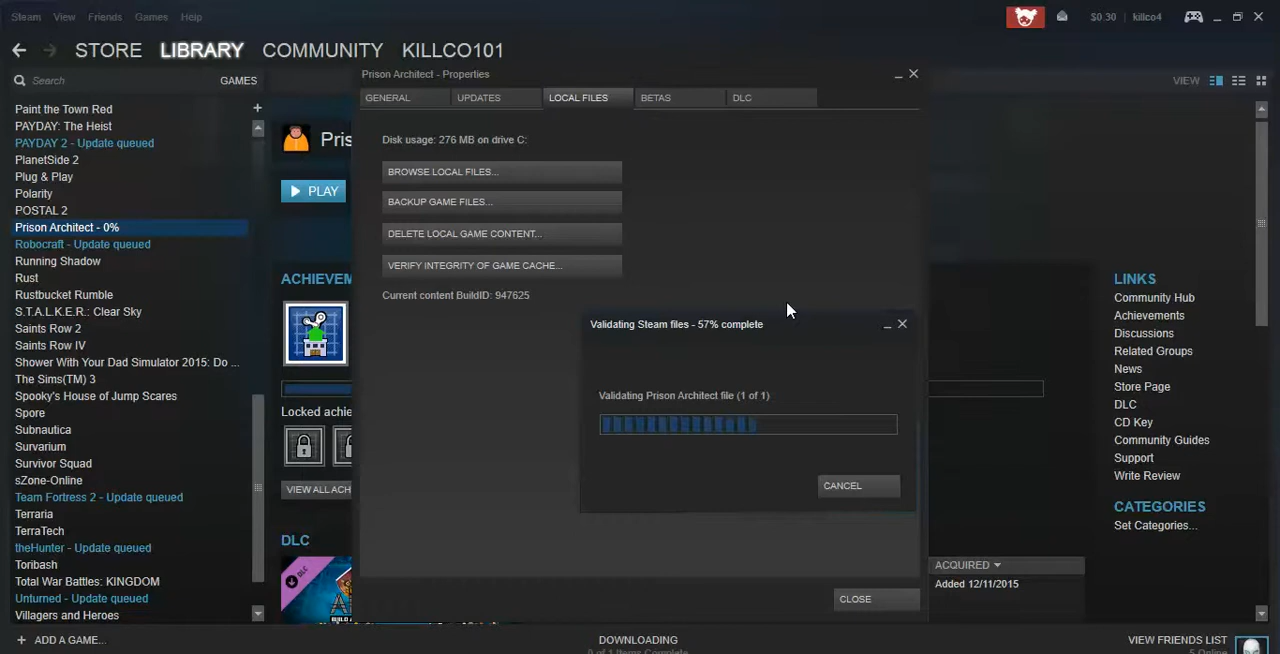 Steam View Friends Games Help
$0.30 killco4
STORE LIBRARY COMMUNITY KILLCO101
Search GAMES
VIEW
Paint the Town Red
PAYDAY: The Heist
PAYDAY 2 - Update queued
PlanetSide 2
Plug & Play
Polarity
POSTAL 2
Prison Architect - 0%
Robocraft - Update queued
Running Shadow
Rust
Rustbucket Rumble
S.T.A.L.K.E.R.: Clear Sky
Saints Row 2
Saints Row IV
Shower With Your Dad Simulator 2015: Do ...
The Sims(TM) 3
Spooky's House of Jump Scares
Spore
Subnautica
Survarium
Survivor Squad
sZone-Online
Team Fortress 2 - Update queued
Terraria
TerraTech
theHunter - Update queued
Toribash
Total War Battles: KINGDOM
Unturned - Update queued
Villagers and Heroes
+ ADD A GAME...
Pris
PLAY
ACHIEVEM
Locked achie
VIEW ALL ACH
DLC
Prison Architect - Properties
GENERAL UPDATES LOCAL FILES BETAS DLC
Disk usage: 276 MB on drive C:
BROWSE LOCAL FILES...
BACKUP GAME FILES...
DELETE LOCAL GAME CONTENT...
VERIFY INTEGRITY OF GAME CACHE...
Current content BuildID: 947625
Validating Steam files - 57% complete
Validating Prison Architect file (1 of 1)
CANCEL
CLOSE
LINKS
Community Hub
Achievements
Discussions
Related Groups
News
Store Page
DLC
CD Key
Community Guides
Support
Write Review
CATEGORIES
Set Categories...
ACQUIRED
Added 12/11/2015
DOWNLOADING
0 of 1 Items Complete
VIEW FRIENDS LIST
5 Online